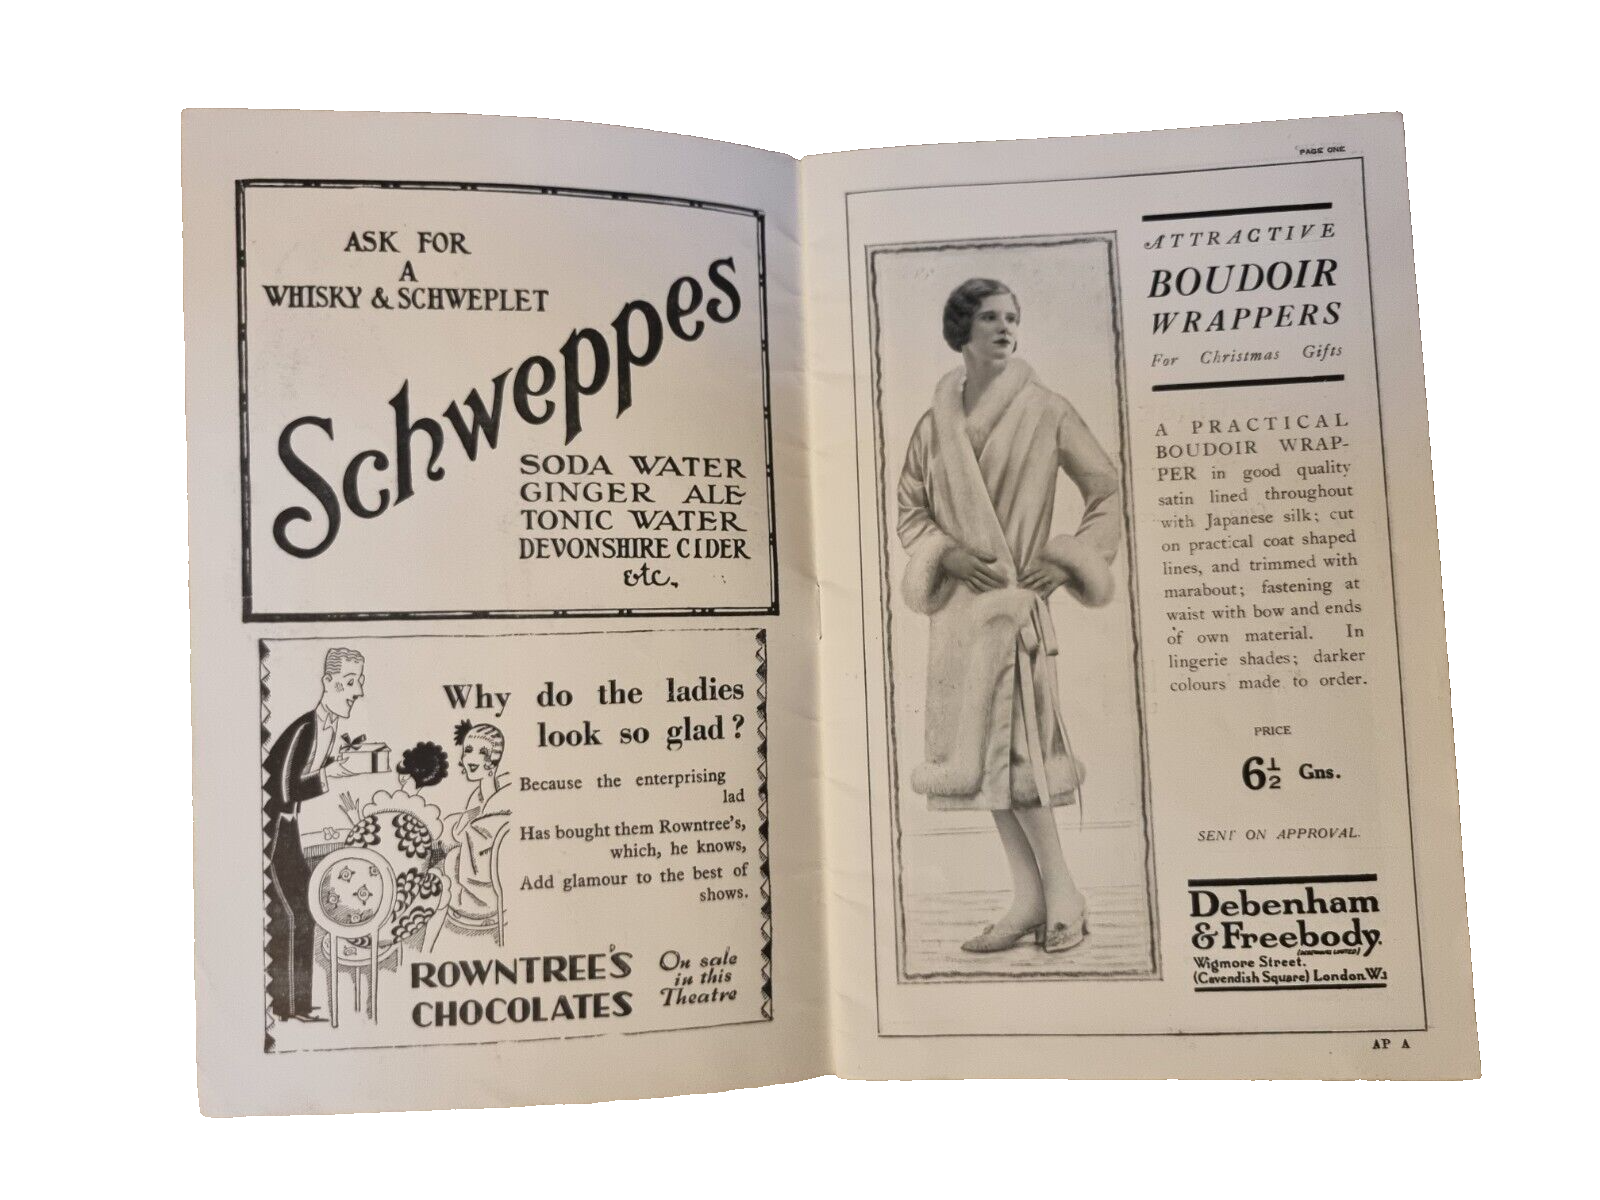 ASK FOR
A
WHISKY & SCHWEPLET
Schweppes
SODA WATER
GINGER ALE
TONIC WATER
DEVONSHIRE CIDER
etc.
Why do the ladies
look so glad?
Because the enterprising
lad
Has bought them Rowntree's,
which, he knows,
Add glamour to the best of
shows.
ROWNTREE'S
CHOCOLATES
On sale
in this
Theatre
PAGE ONE
ATTRACTIVE
BOUDOIR
WRAPPERS
For Christmas Gifts
A PRACTICAL
BOUDOIR WRAP-
PER in good quality
satin lined throughout
with Japanese silk; cut
on practical coat shaped
lines, and trimmed with
marabout; fastening at
waist with bow and ends
of own material. In
lingerie shades; darker
colours made to order.
PRICE
6½ Gns.
SENT ON APPROVAL.
Debenham
& Freebody.
(DEBENHAMS LIMITED)
Wigmore Street.
(Cavendish Square) London.W1
AP A